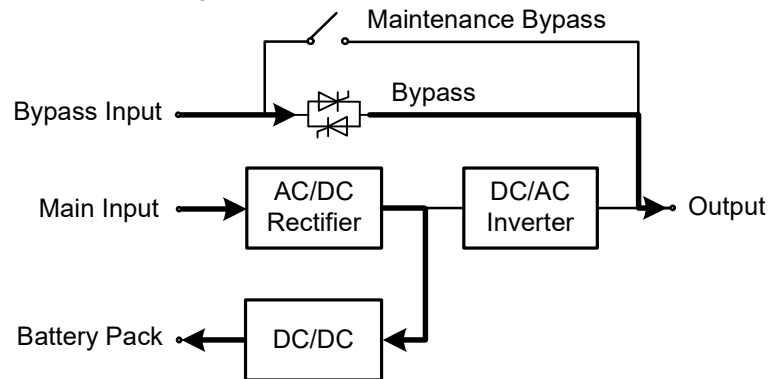 Maintenance Bypass
Bypass Input
Bypass
Main Input
AC/DC
Rectifier
DC/AC
Inverter
Output
Battery Pack
DC/DC